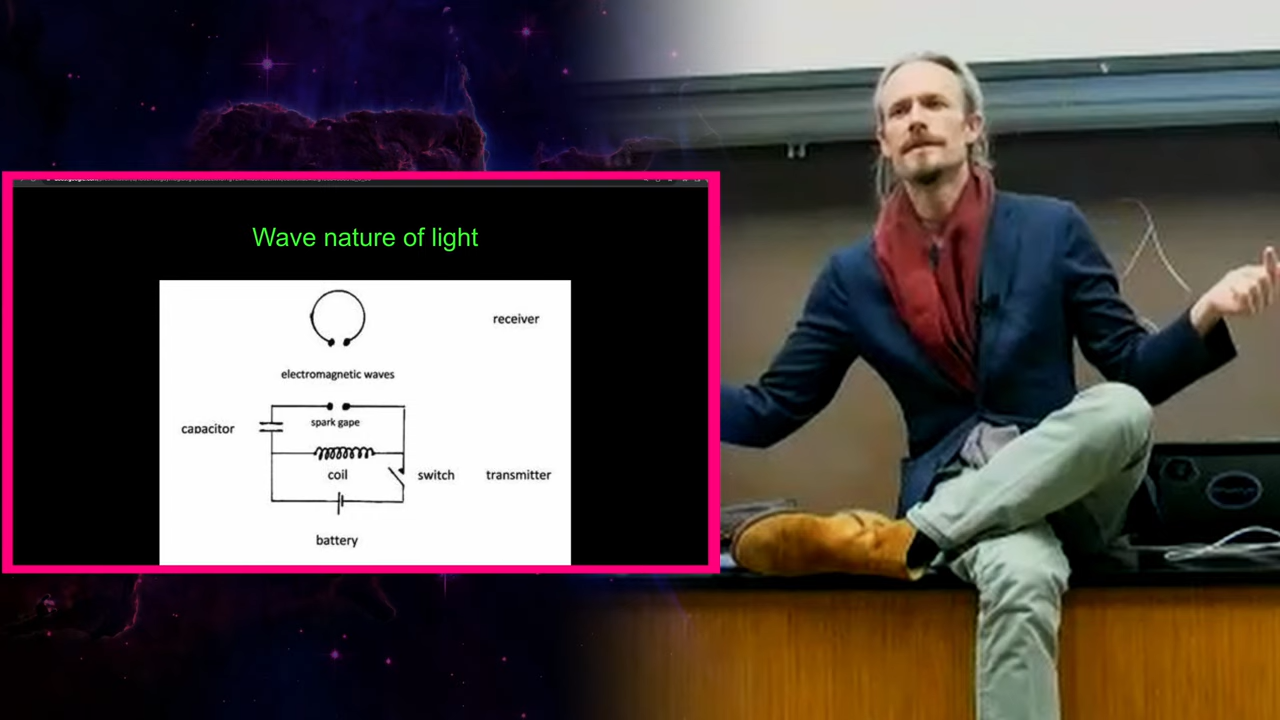 Wave nature of light
receiver
electromagnetic waves
capacitor
spark gape
coil
switch
transmitter
battery